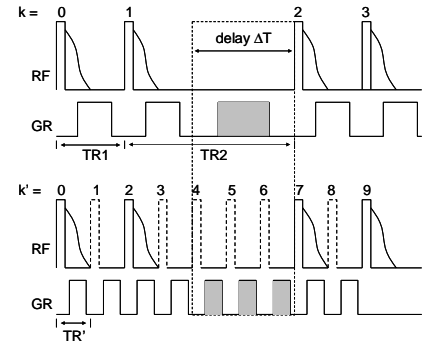 k = 0 1 2 3
delay ΔT
RF
GR
TR1 TR2
k' = 0 1 2 3 4 5 6 7 8 9
RF
GR
TR'